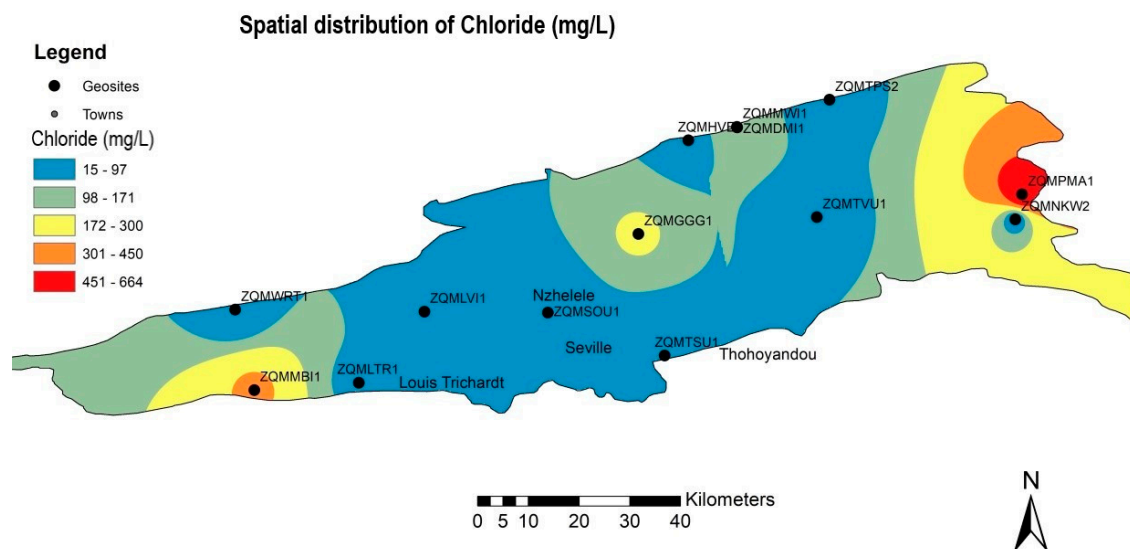 Spatial distribution of Chloride (mg/L)
Legend
Geosites
Towns
Chloride (mg/L)
15 - 97
98 - 171
172 - 300
301 - 450
451 - 664
ZQMTPS2
ZQMMWI1
ZQMHVE
ZQMDMI1
ZQMPMA1
ZQMNKW2
ZQMTVU1
ZQMGGG1
ZQMWRT1
ZQMLVI1
Nzhelele
ZQMSOU1
Seville
ZQMTSU1
Thohoyandou
ZQMMBI1
ZQMLTR1
Louis Trichardt
Kilometers
0 5 10 20 30 40
N